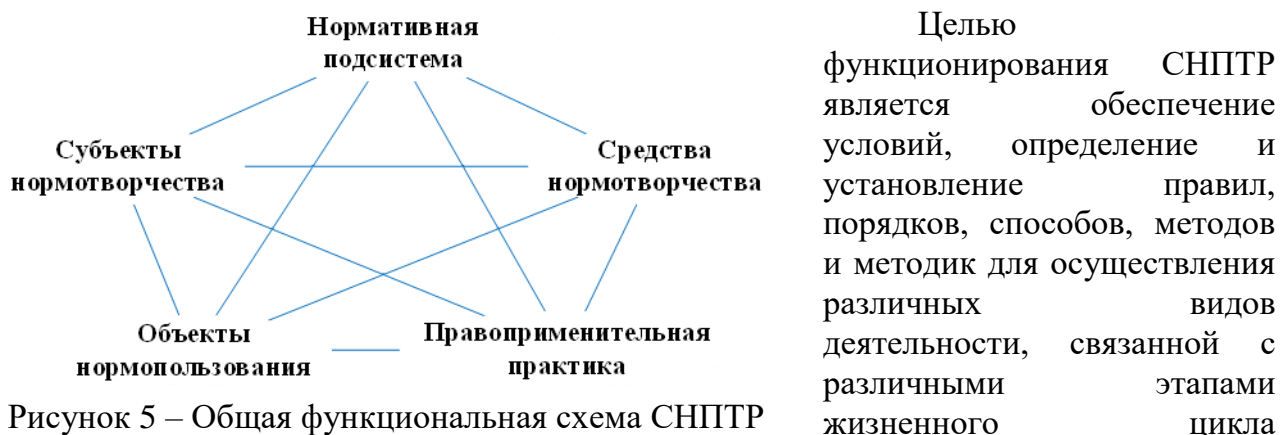 Нормативная
подсистема
Субъекты
нормотворчества
Средства
нормотворчества
Объекты
нормопользования
Правоприменительная
практика
Рисунок 5 – Общая функциональная схема СНПТР
Целью
функционирования СНПТР
является обеспечение
условий, определение и
установление правил,
порядков, способов, методов
и методик для осуществления
различных видов
деятельности, связанной с
различными этапами
жизненного цикла